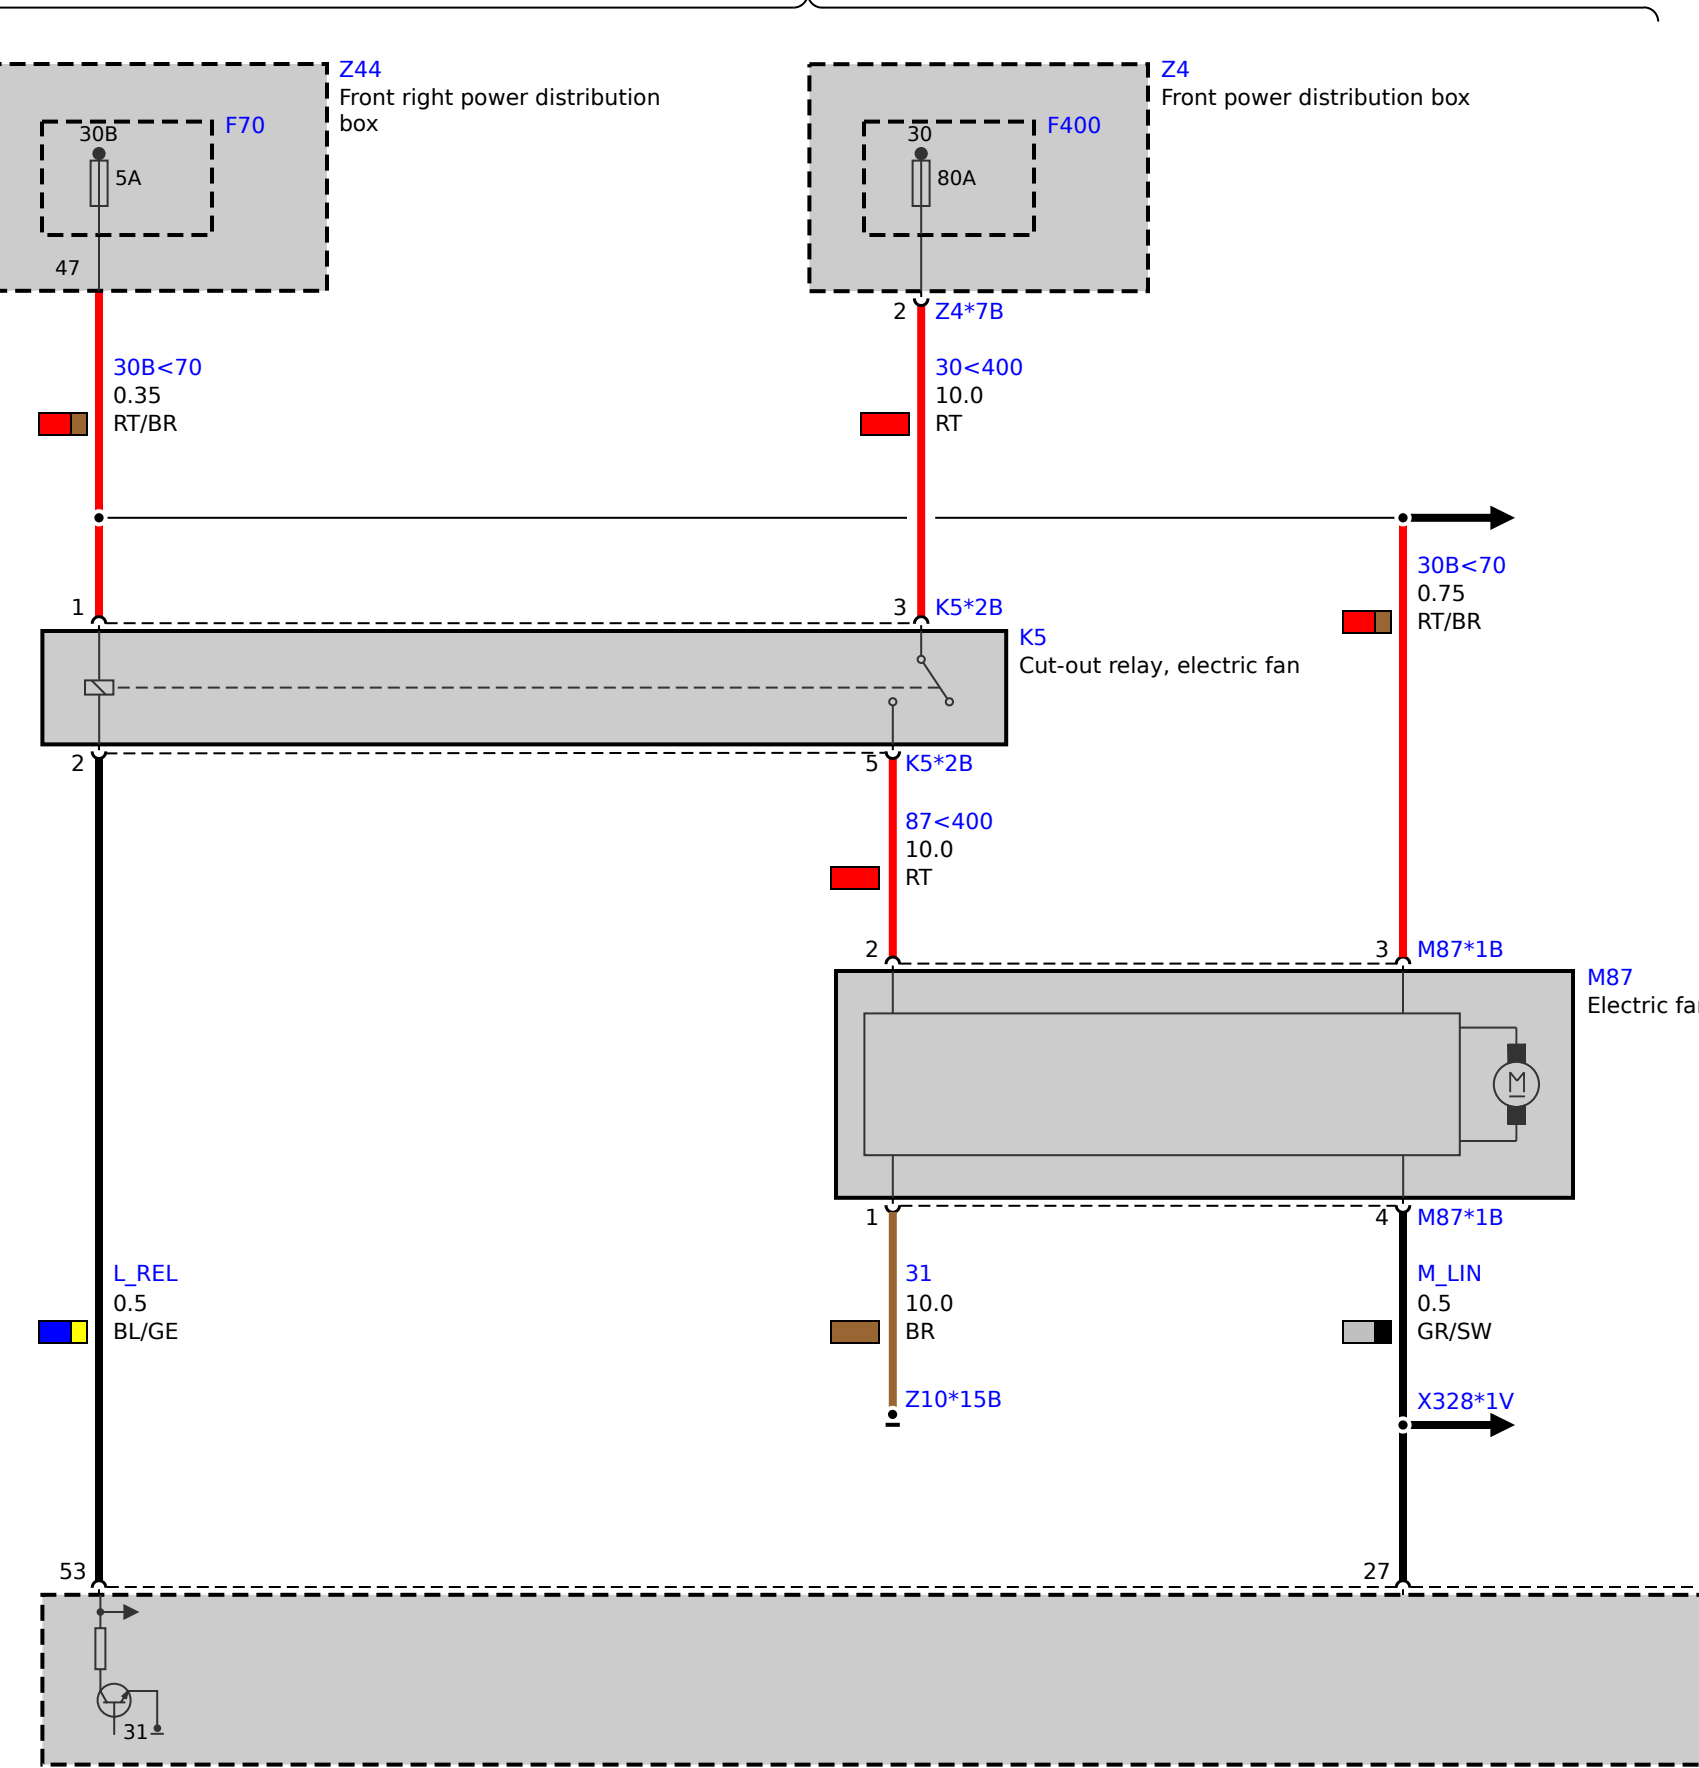 Z44
Front right power distribution
box
F70
30B
5A
47
Z4
Front power distribution box
F400
30
80A
2 Z4*7B
30B<70
0.35
RT/BR
30<400
10.0
RT
30B<70
0.75
RT/BR
1
3 K5*2B
K5
Cut-out relay, electric fan
2
5 K5*2B
87<400
10.0
RT
2
3 M87*1B
M87
Electric
M
1
4 M87*1B
L_REL
0.5
BL/GE
31
10.0
BR
M_LIN
0.5
GR/SW
Z10*15B
X328*1V
53
27
31